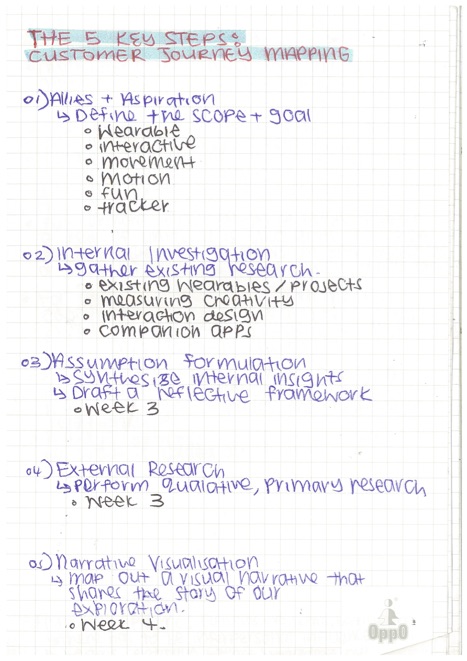 THE 5 KEY STEPS:
CUSTOMER JOURNEY MAPPING
01) Allies + Aspiration
↳ Define the scope + goal
• Wearable
• interactive
• movement
• motion
• fun
• tracker
02) Internal Investigation
↳ gather existing research.
• existing wearables / projects
• measuring creativity
• interaction design
• companion apps
03) Assumption formulation
↳ synthesize internal insights
↳ Draft a reflective framework
• Week 3
04) External Research
↳ perform qualative, primary research
• Week 3
05) Narrative Visualisation
↳ map out a visual narrative that
shares the story of our
exploration.
• Week 4.
OppO